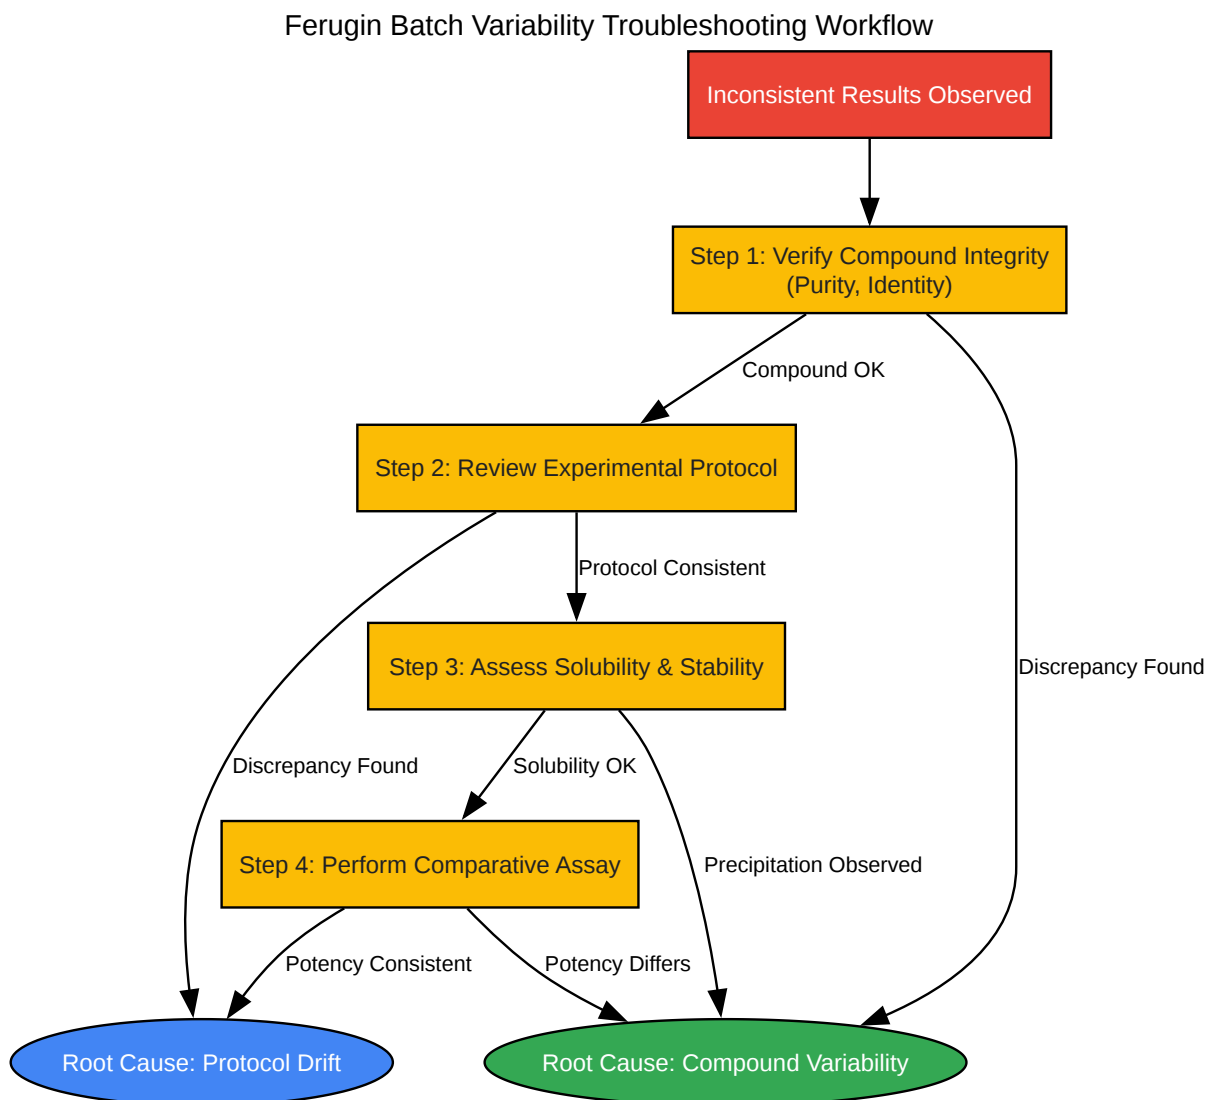 Ferugin Batch Variability Troubleshooting Workflow
Inconsistent Results Observed
Step 1: Verify Compound Integrity
(Purity, Identity)
Compound OK
Step 2: Review Experimental Protocol
Protocol Consistent
Step 3: Assess Solubility & Stability
Discrepancy Found
Discrepancy Found
Solubility OK
Step 4: Perform Comparative Assay
Precipitation Observed
Potency Consistent
Potency Differs
Root Cause: Protocol Drift
Root Cause: Compound Variability